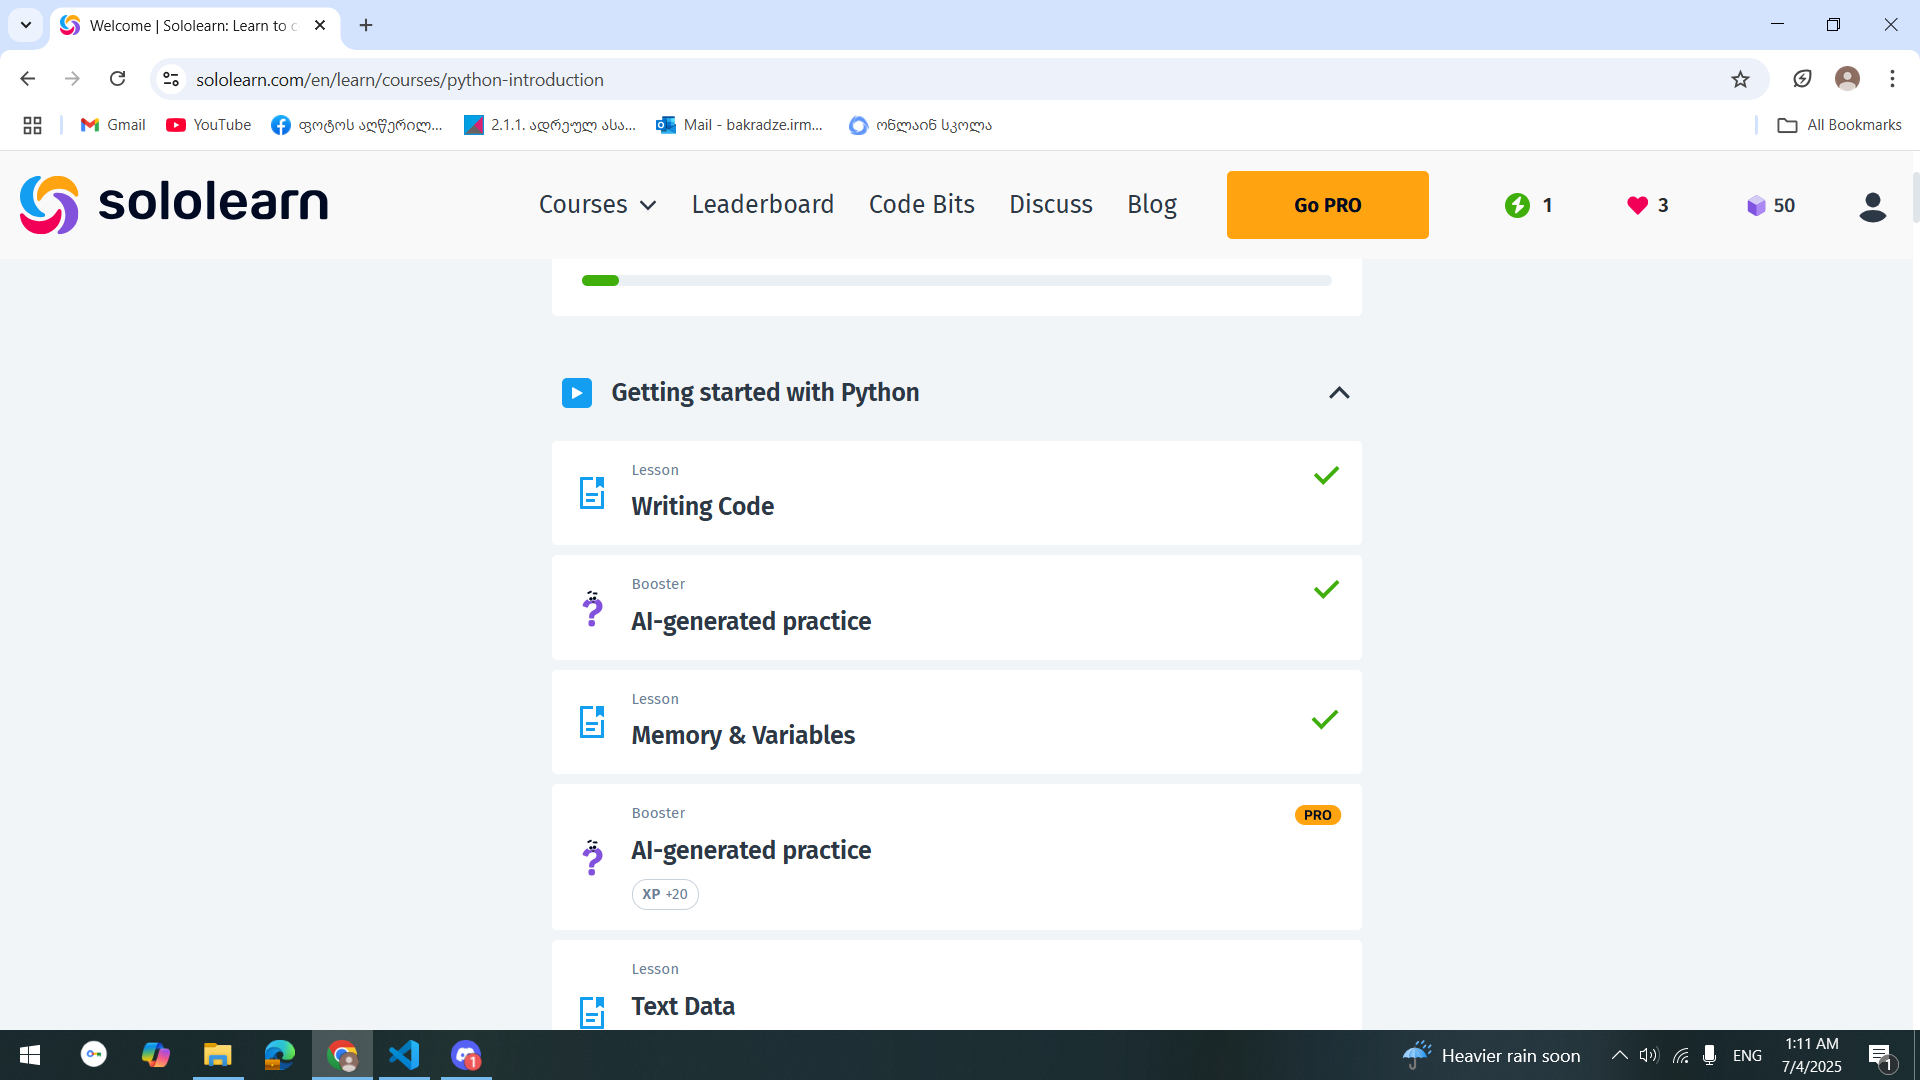 Welcome | Sololearn: Learn to c
sololearn.com/en/learn/courses/python-introduction
Gmail
YouTube
ფოტოს აღწერილ...
2.1.1. ადრეულ ასა...
Mail - bakradze.irm...
ონლაინ სკოლა
All Bookmarks
sololearn
Courses
Leaderboard
Code Bits
Discuss
Blog
Go PRO
1
3
50
Getting started with Python
Lesson
Writing Code
Booster
AI-generated practice
Lesson
Memory & Variables
Booster
PRO
AI-generated practice
XP +20
Lesson
Text Data
1
Heavier rain soon
ENG
1:11 AM
7/4/2025
1